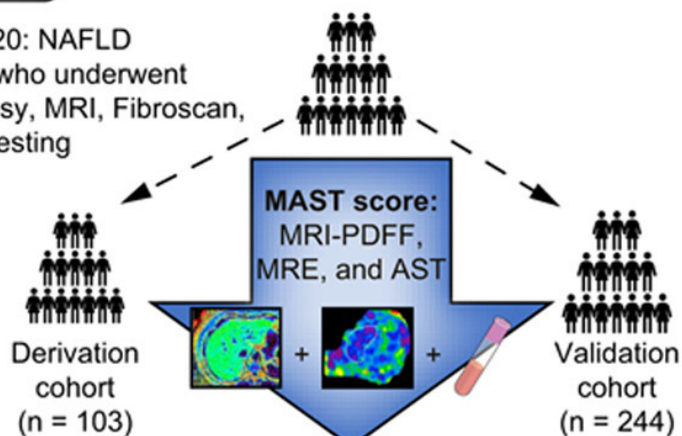 20: NAFLD
who underwent
sy, MRI, Fibroscan,
esting
MAST score:
MRI-PDFF,
MRE, and AST
+ +
Derivation
cohort
(n = 103)
Validation
cohort
(n = 244)